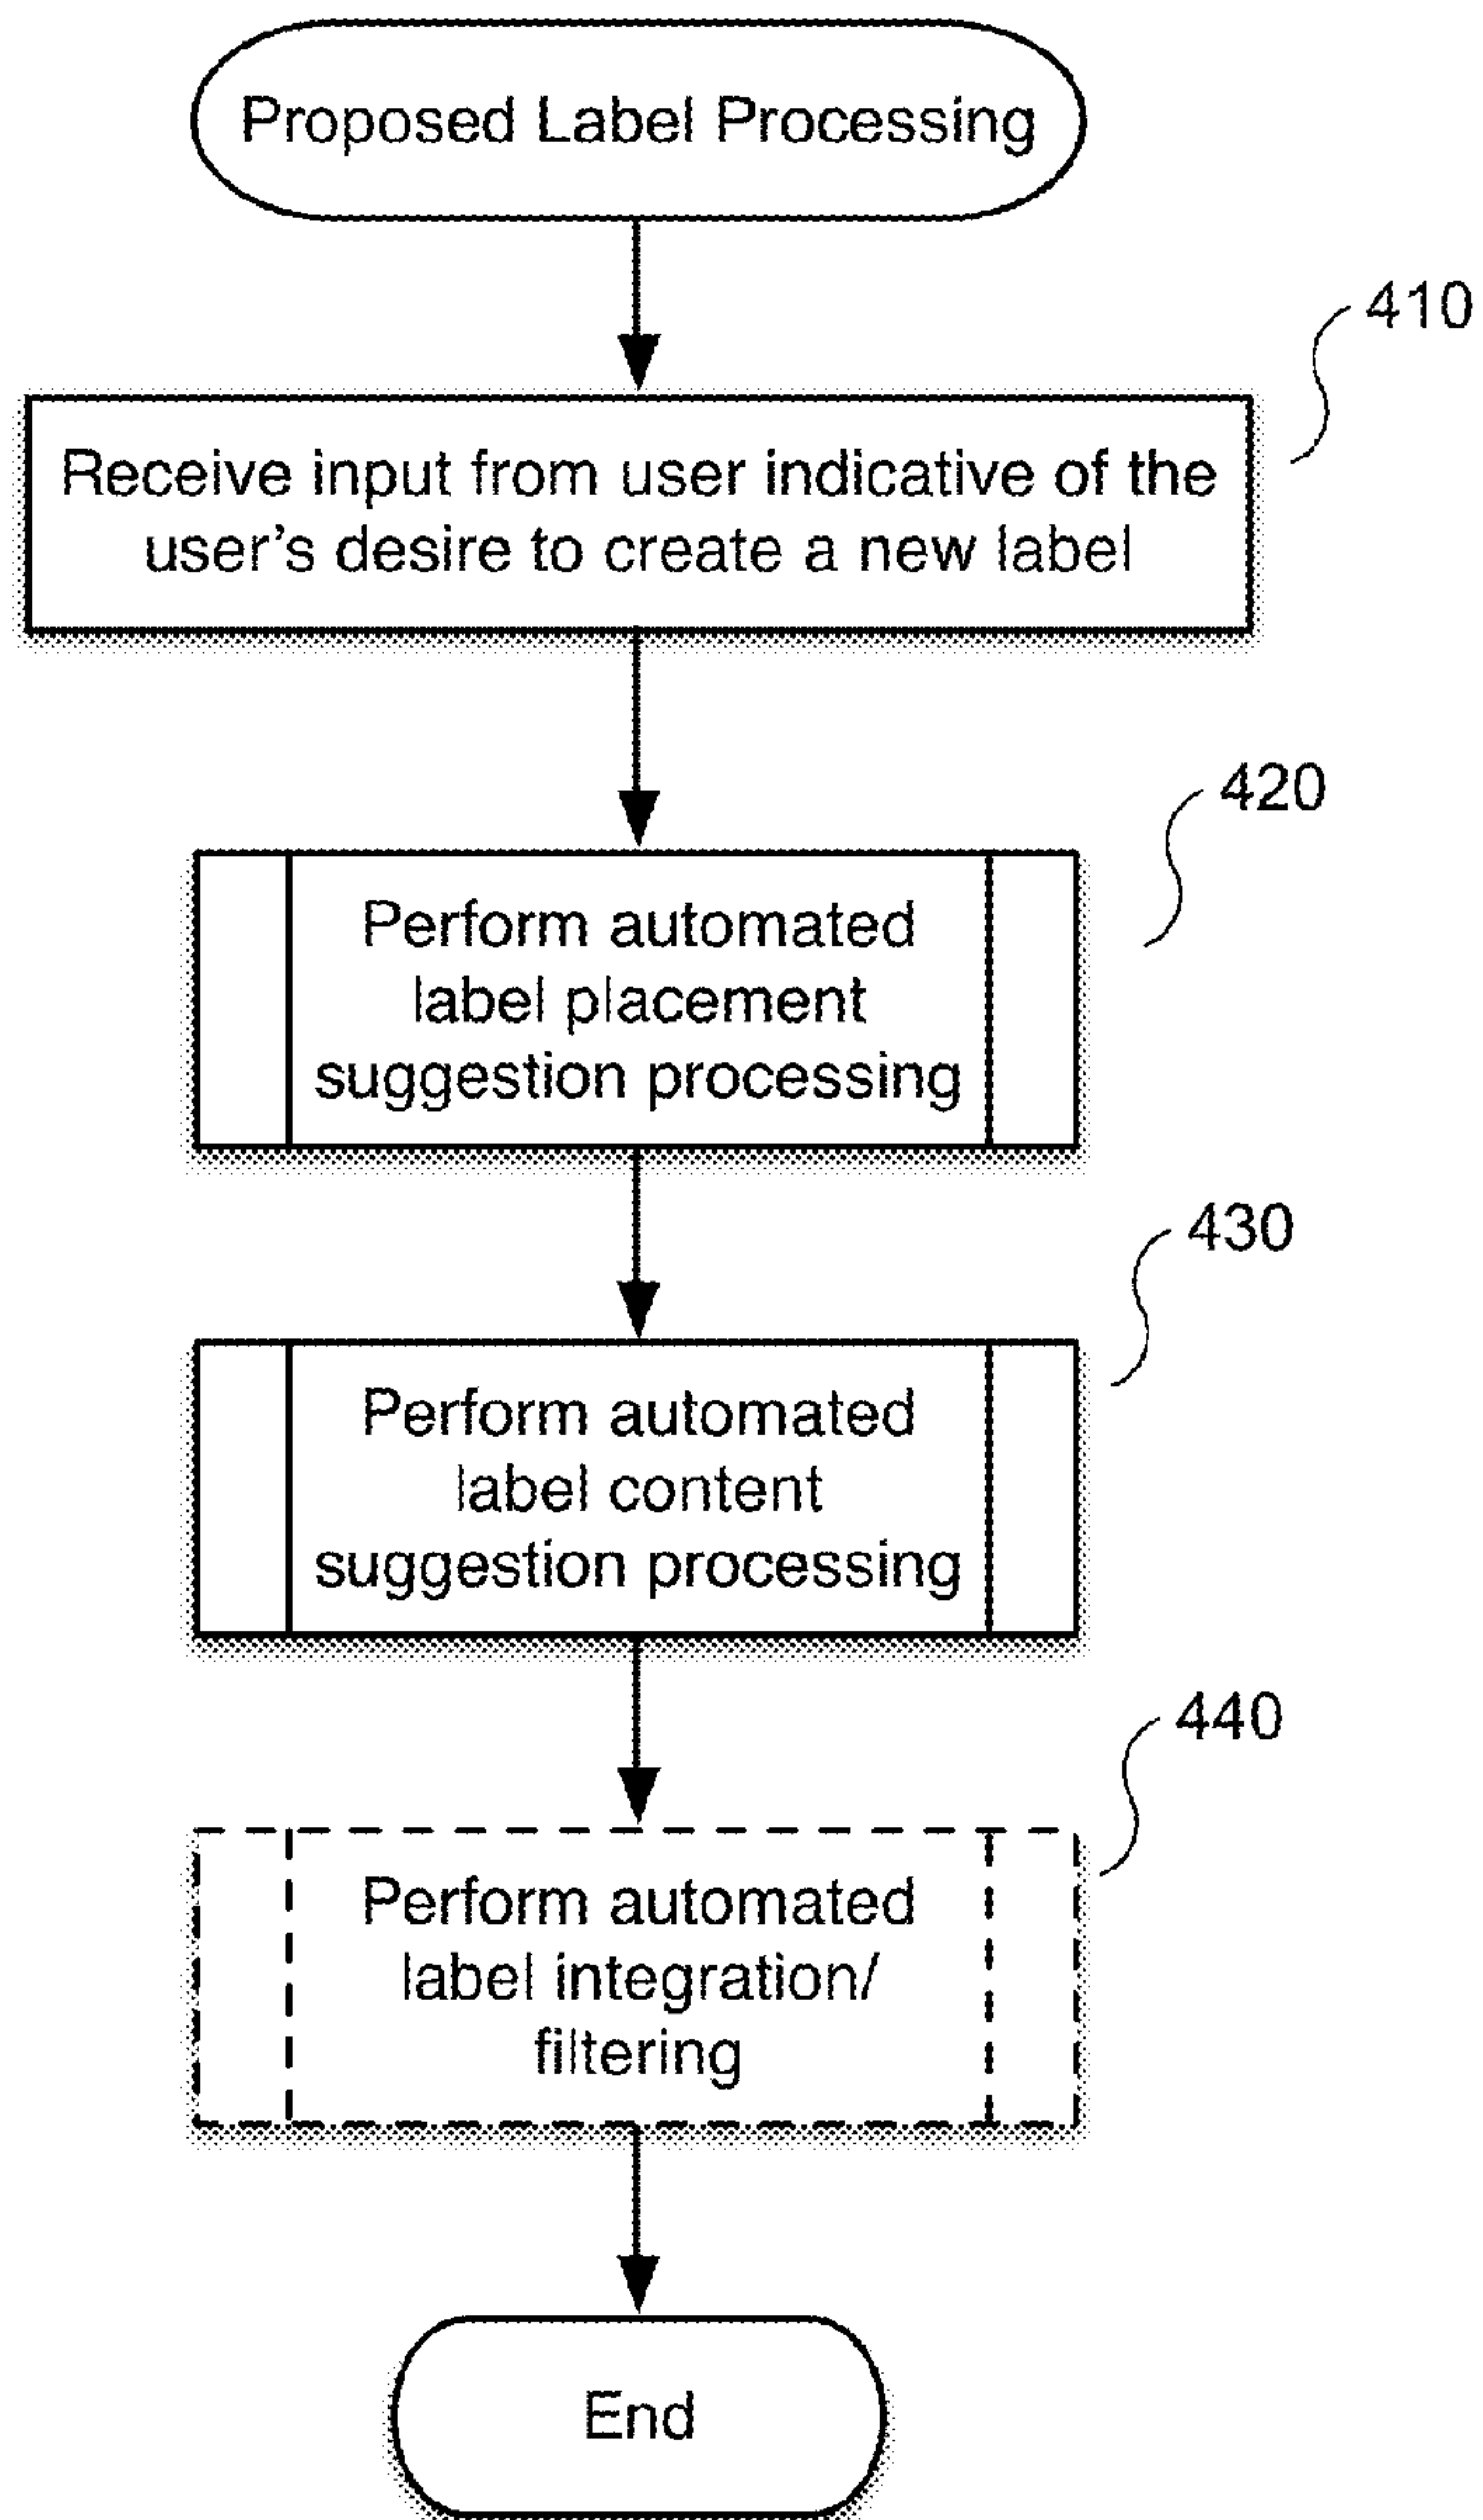 Proposed Label Processing
410
Receive input from user indicative of the
user's desire to create a new label
420
Perform automated
label placement
suggestion processing
430
Perform automated
label content
suggestion processing
440
Perform automated
label integration/
filtering
End